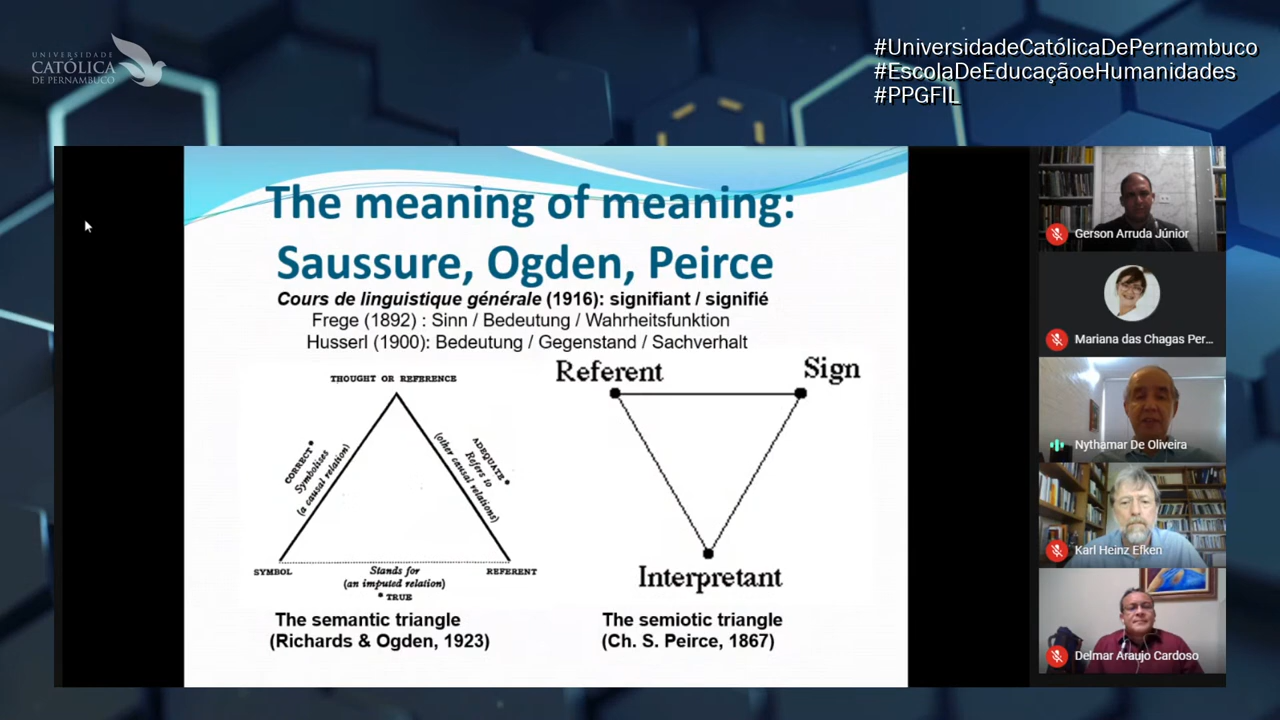 UNIVERSIDADE
CATÓLICA
DE PERNAMBUCO
#UniversidadeCatólicaDePernambuco
#EscolaDeEducaçãoeHumanidades
#PPGFIL
The meaning of meaning:
Saussure, Ogden, Peirce
Cours de linguistique générale (1916): signifiant / signifié
Frege (1892) : Sinn / Bedeutung / Wahrheitsfunktion
Husserl (1900): Bedeutung / Gegenstand / Sachverhalt
THOUGHT OR REFERENCE
CORRECT*
Symbolises
(a causal relation)
ADEQUATE*
Refers to
(other causal relations)
SYMBOL
Stands for
(an imputed relation)
*TRUE
REFERENT
The semantic triangle
(Richards & Ogden, 1923)
Referent
Sign
Interpretant
The semiotic triangle
(Ch. S. Peirce, 1867)
Gerson Arruda Júnior
Mariana das Chagas Per...
Nythamar De Oliveira
Karl Heinz Efken
Delmar Araujo Cardoso